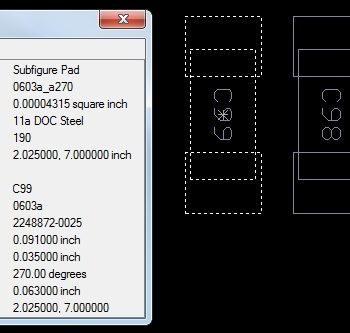 Subfigure Pad
0603a_a270
0.00004315 square inch
11a DOC Steel
190
2.025000, 7.000000 inch
C99
0603a
2248872-0025
0.091000 inch
0.035000 inch
270.00 degrees
0.063000 inch
2.025000, 7.000000
C99
C98